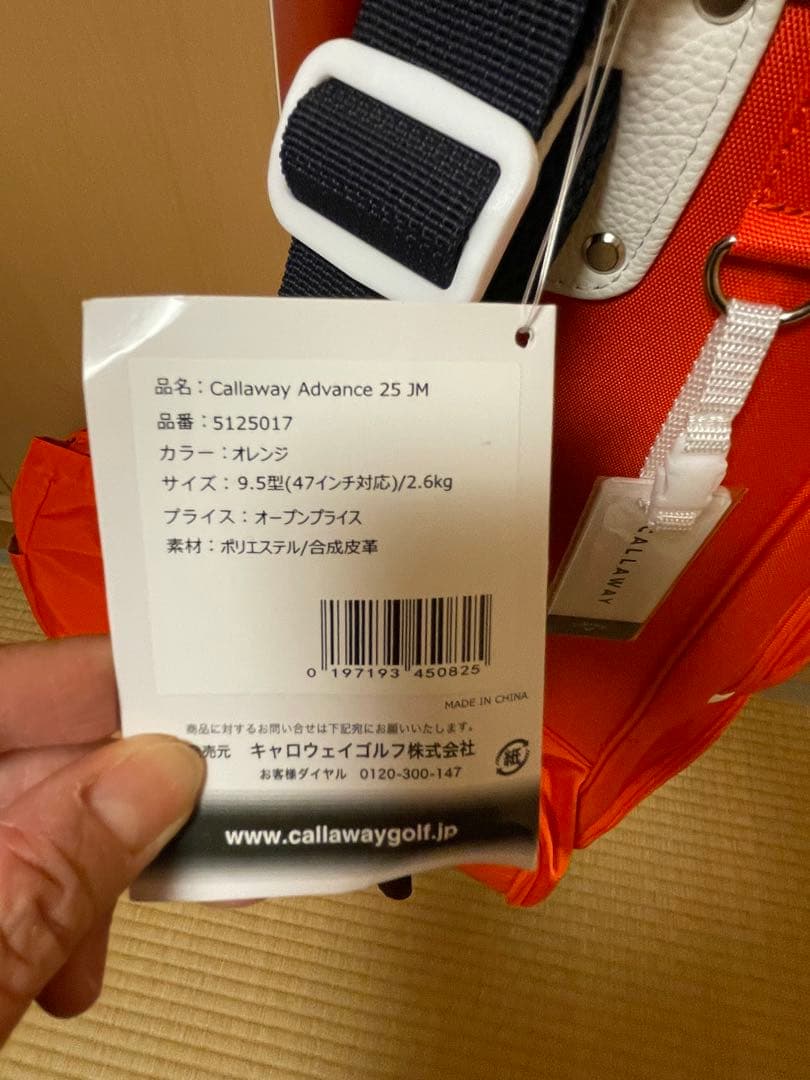 品名：Callaway Advance 25 JM
品番：5125017
カラー：オレンジ
サイズ：9.5型(47インチ対応)/2.6kg
プライス：オープンプライス
素材：ポリエステル/合成皮革
0 197193 450825
MADE IN CHINA
商品に対するお問い合せは下記宛にお願いいたします。
売元 キャロウェイゴルフ株式会社
紙
お客様ダイヤル 0120-300-147
www.callawaygolf.jp
CALLAWAY